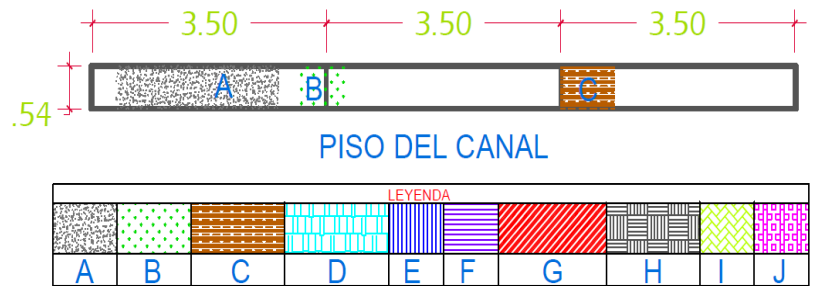 3.50 3.50 3.50
A B C
.54
PISO DEL CANAL
LEYENDA
A B C D E F G H I J